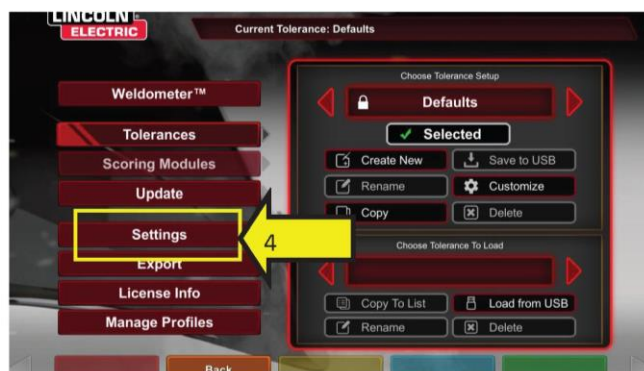 LINCOLN®
ELECTRIC
Current Tolerance: Defaults
Weldometer™
Tolerances
Scoring Modules
Update
Settings
Export
License Info
Manage Profiles
4
Choose Tolerance Setup
Defaults
Selected
Create New
Save to USB
Rename
Customize
Copy
Delete
Choose Tolerance To Load
Copy To List
Load from USB
Rename
Delete
Back